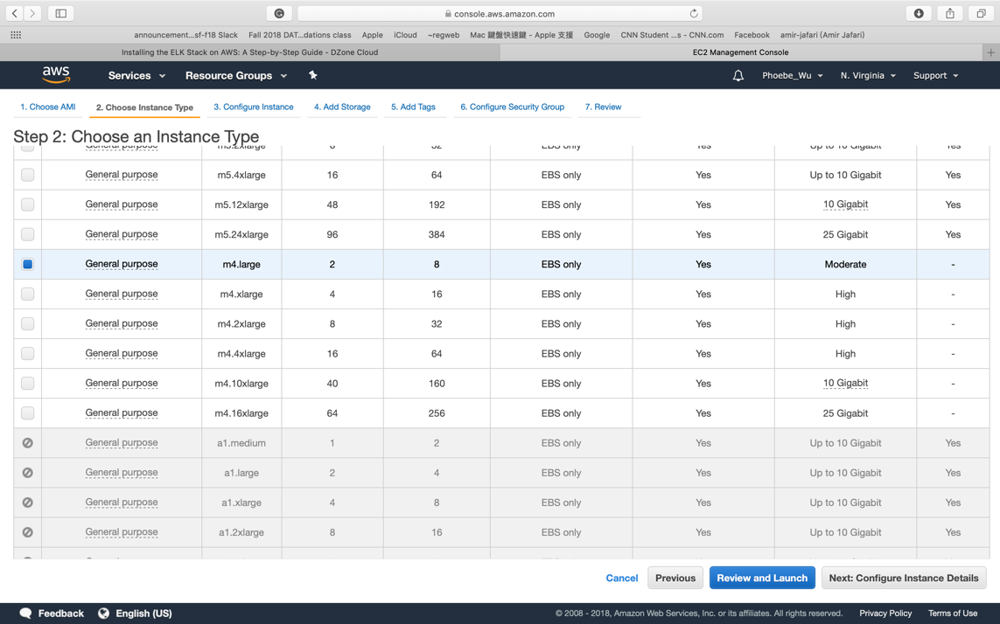 console.aws.amazon.com
announcement...sf-f18 Slack Fall 2018 DAT...dations class Apple iCloud ~regweb Mac 鍵盤快速鍵 - Apple 支援 Google CNN Student ...s - CNN.com Facebook amir-jafari (Amir Jafari)
Installing the ELK Stack on AWS: A Step-by-Step Guide - DZone Cloud EC2 Management Console
aws Services Resource Groups Phoebe_Wu N. Virginia Support
1. Choose AMI 2. Choose Instance Type 3. Configure Instance 4. Add Storage 5. Add Tags 6. Configure Security Group 7. Review
Step 2: Choose an Instance Type
General purpose m5.2xlarge 8 32 EBS only Yes Up to 10 Gigabit Yes
General purpose m5.4xlarge 16 64 EBS only Yes Up to 10 Gigabit Yes
General purpose m5.12xlarge 48 192 EBS only Yes 10 Gigabit Yes
General purpose m5.24xlarge 96 384 EBS only Yes 25 Gigabit Yes
General purpose m4.large 2 8 EBS only Yes Moderate -
General purpose m4.xlarge 4 16 EBS only Yes High -
General purpose m4.2xlarge 8 32 EBS only Yes High -
General purpose m4.4xlarge 16 64 EBS only Yes High -
General purpose m4.10xlarge 40 160 EBS only Yes 10 Gigabit -
General purpose m4.16xlarge 64 256 EBS only Yes 25 Gigabit -
General purpose a1.medium 1 2 EBS only Yes Up to 10 Gigabit Yes
General purpose a1.large 2 4 EBS only Yes Up to 10 Gigabit Yes
General purpose a1.xlarge 4 8 EBS only Yes Up to 10 Gigabit Yes
General purpose a1.2xlarge 8 16 EBS only Yes Up to 10 Gigabit Yes
Cancel Previous Review and Launch Next: Configure Instance Details
Feedback English (US) © 2008 - 2018, Amazon Web Services, Inc. or its affiliates. All rights reserved. Privacy Policy Terms of Use